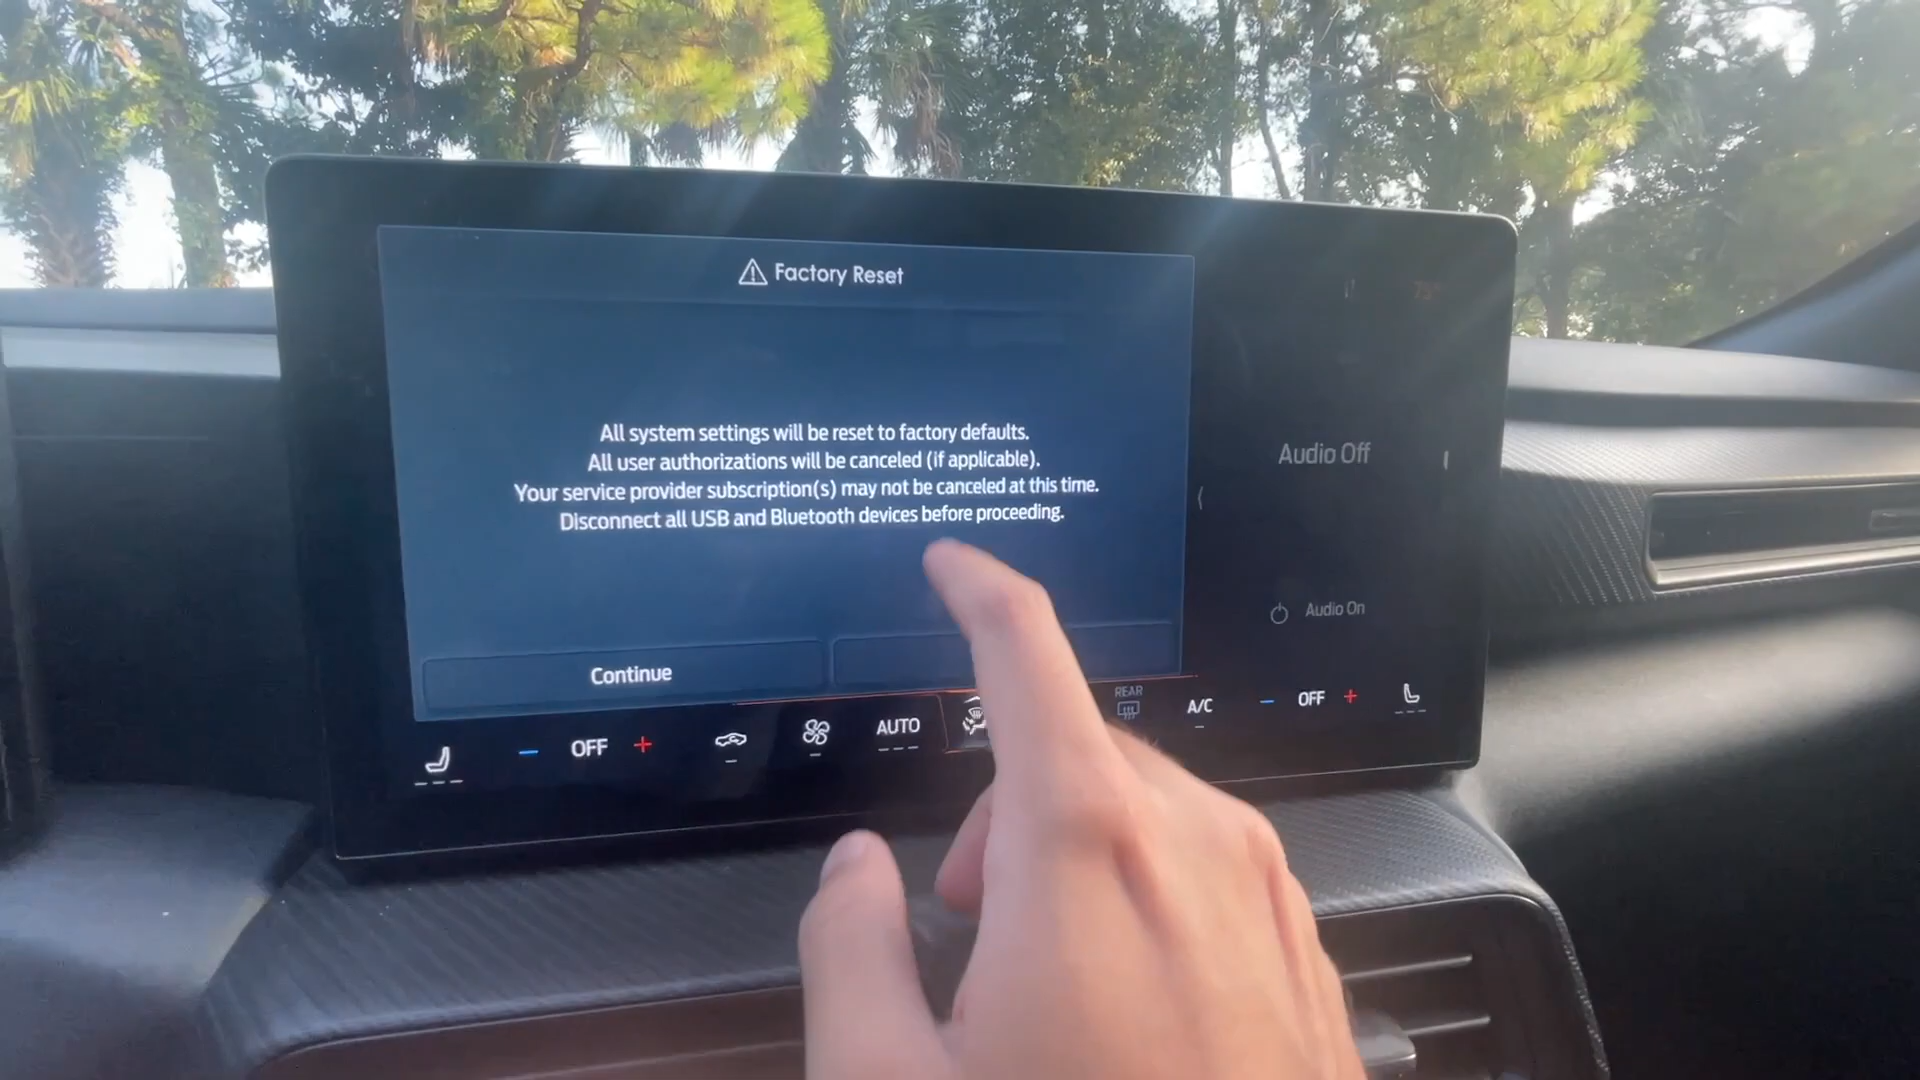 Factory Reset
All system settings will be reset to factory defaults.
All user authorizations will be canceled (if applicable).
Your service provider subscription(s) may not be canceled at this time.
Disconnect all USB and Bluetooth devices before proceeding.
Continue
Audio Off
Audio On
OFF
AUTO
REAR
A/C
OFF